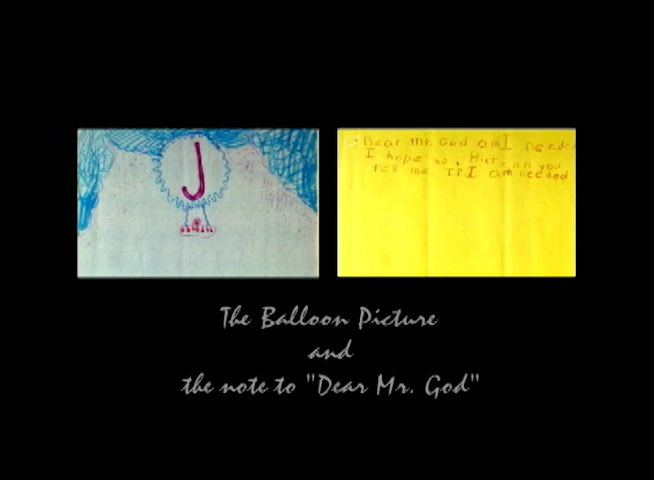 J
Dear Mr. God am I needed
I hope so, But can you
tell me. If I am needed
The Balloon Picture
and
the note to "Dear Mr. God"